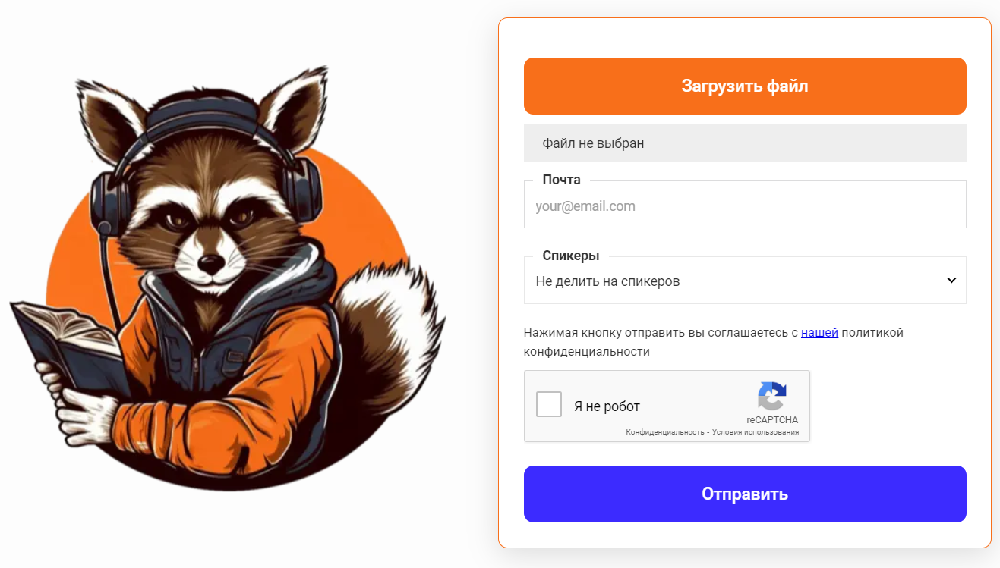 Загрузить файл
Файл не выбран
Почта
your@email.com
Спикеры
Не делить на спикеров
Нажимая кнопку отправить вы соглашаетесь с нашей политикой
конфиденциальности
Я не робот
reCAPTCHA
Конфиденциальность - Условия использования
Отправить